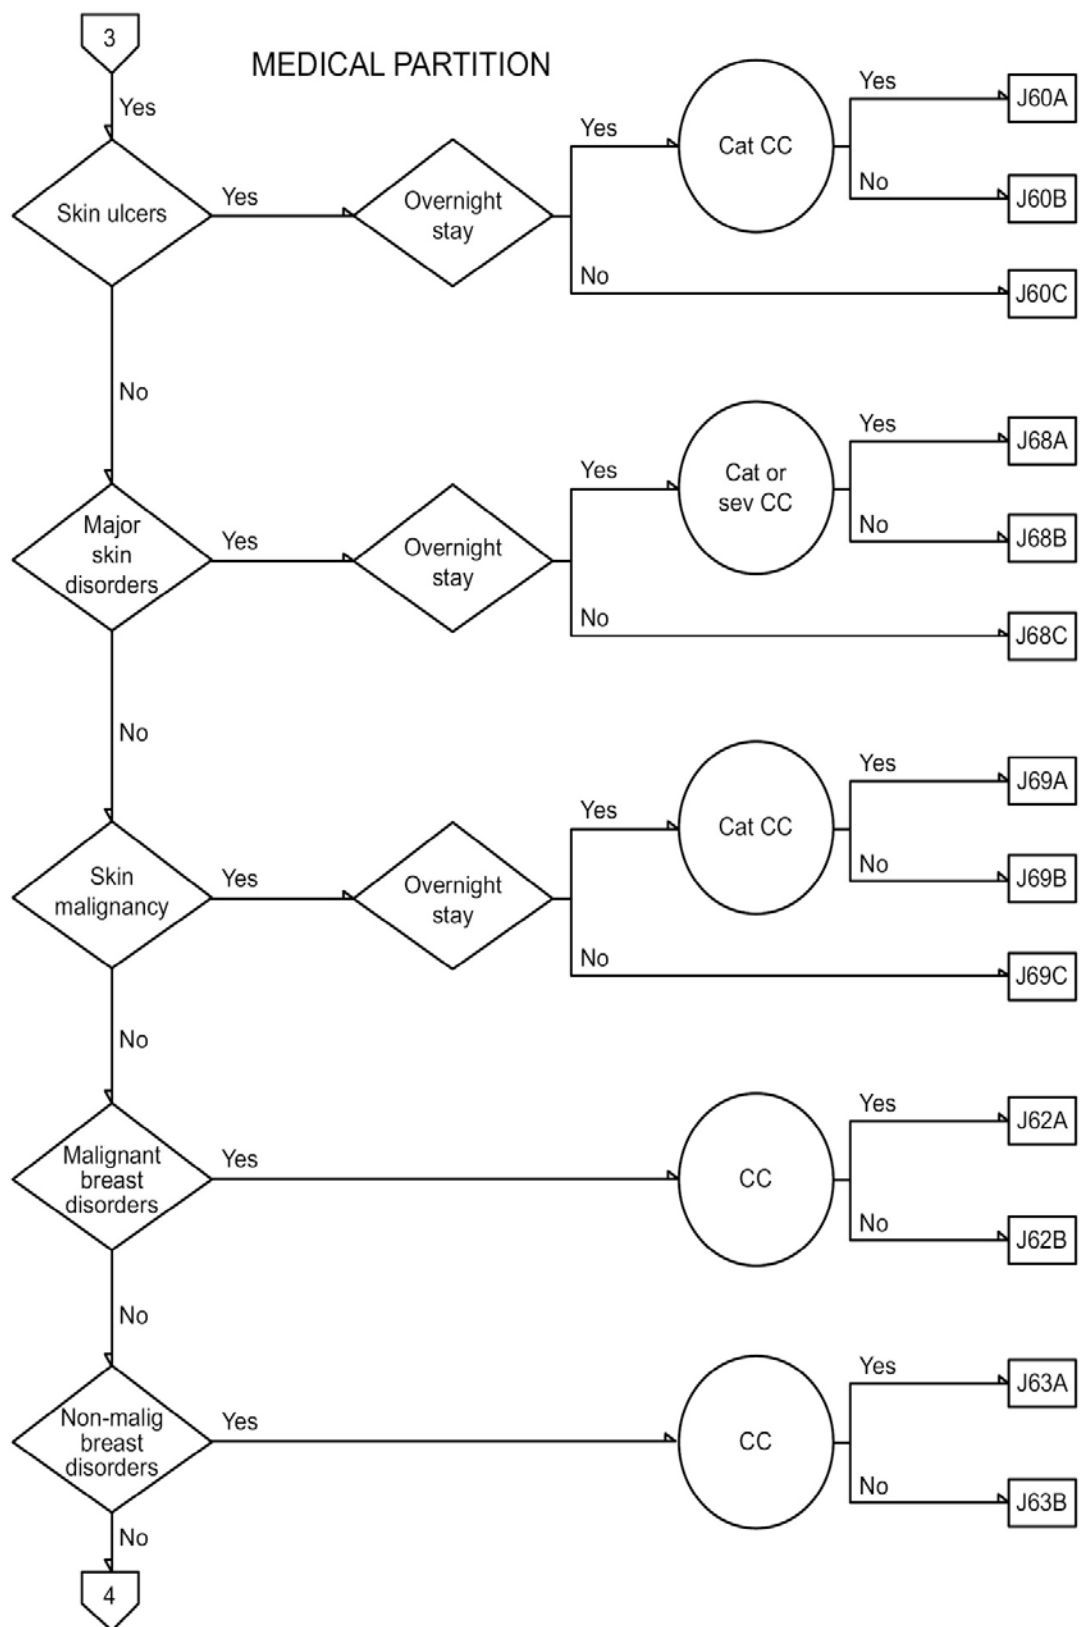 3
MEDICAL PARTITION
Yes
Skin ulcers
Yes
Overnight
stay
Yes
Cat CC
Yes
J60A
No
J60B
No
J60C
No
Major
skin
disorders
Yes
Overnight
stay
Yes
Cat or
sev CC
Yes
J68A
No
J68B
No
J68C
No
Skin
malignancy
Yes
Overnight
stay
Yes
Cat CC
Yes
J69A
No
J69B
No
J69C
No
Malignant
breast
disorders
Yes
CC
Yes
J62A
No
J62B
No
Non-malig
breast
disorders
Yes
CC
Yes
J63A
No
J63B
No
4